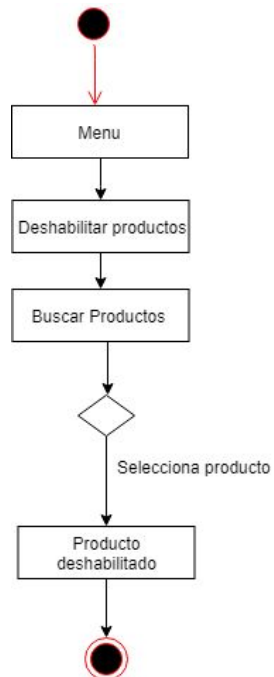 Menu
Deshabilitar productos
Buscar Productos
Selecciona producto
Producto
deshabilitado